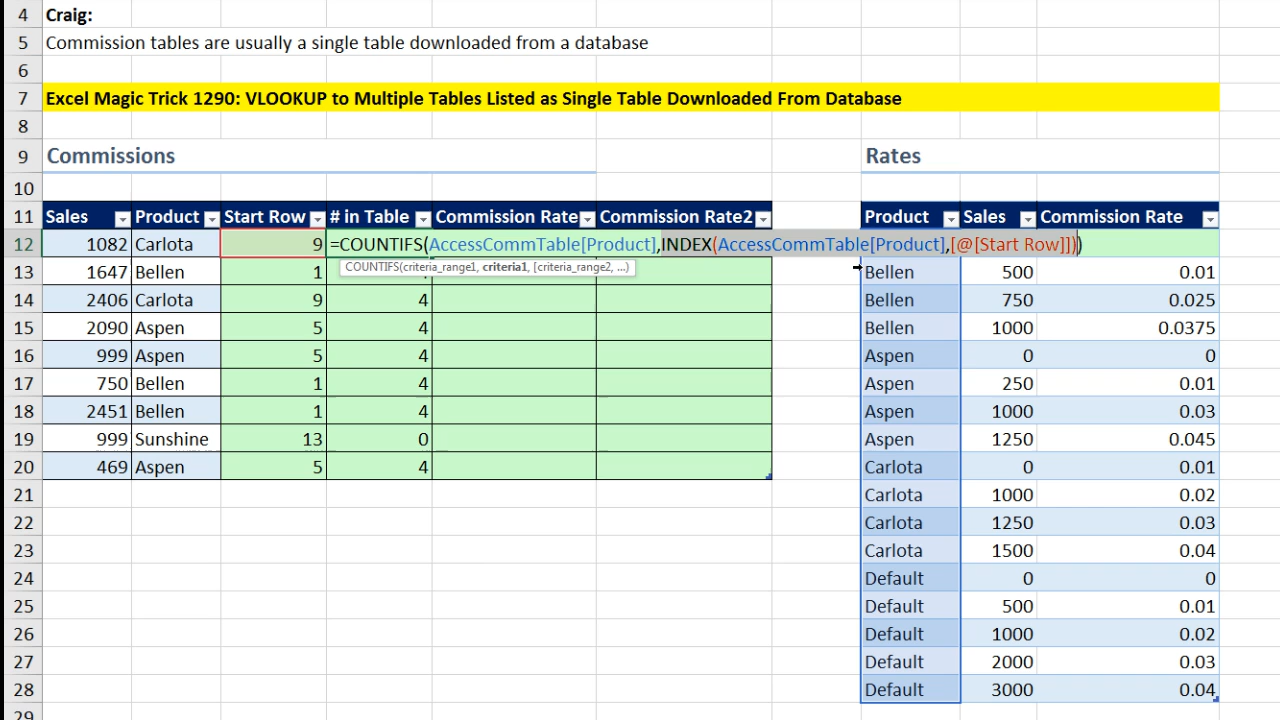 4 Craig:
5 Commission tables are usually a single table downloaded from a database
6
7 Excel Magic Trick 1290: VLOOKUP to Multiple Tables Listed as Single Table Downloaded From Database
8
9 Commissions Rates
10
11 Sales Product Start Row # in Table Commission Rate Commission Rate2 Product Sales Commission Rate
12 1082 Carlota 9 =COUNTIFS(AccessCommTable[Product],INDEX(AccessCommTable[Product],[@[Start Row]]))
COUNTIFS(criteria_range1, criteria1, [criteria_range2, ...)
13 1647 Bellen 1 Bellen 500 0.01
14 2406 Carlota 9 4 Bellen 750 0.025
15 2090 Aspen 5 4 Bellen 1000 0.0375
16 999 Aspen 5 4 Aspen 0 0
17 750 Bellen 1 4 Aspen 250 0.01
18 2451 Bellen 1 4 Aspen 1000 0.03
19 999 Sunshine 13 0 Aspen 1250 0.045
20 469 Aspen 5 4 Carlota 0 0.01
21 Carlota 1000 0.02
22 Carlota 1250 0.03
23 Carlota 1500 0.04
24 Default 0 0
25 Default 500 0.01
26 Default 1000 0.02
27 Default 2000 0.03
28 Default 3000 0.04
29